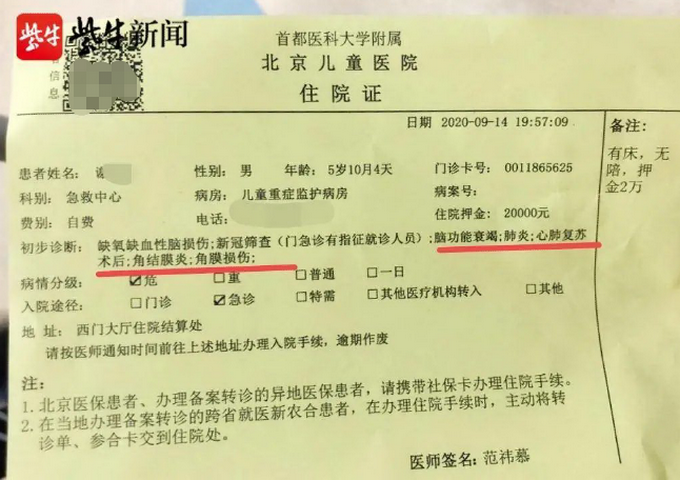 紫牛 紫牛新闻
信息
首都医科大学附属
北京儿童医院
住院证
日期 2020-09-14 19:57:09
备注:
有床，无陪，押金2万
患者姓名: 性别: 男 年龄: 5岁10月4天 门诊卡号: 0011865625
科别: 急救中心 病房: 儿童重症监护病房 病案号:
费别: 自费 电话: 住院押金: 20000元
初步诊断: 缺氧缺血性脑损伤;新冠筛查（门急诊有指征就诊人员）;脑功能衰竭;肺炎;心肺复苏
术后;角结膜炎;角膜损伤;
病情分级: ☑危 □重 □普通 □一日
入院途径: □门诊 ☑急诊 □特需 □其他医疗机构转入 □其他
地址: 西门大厅住院结算处
请按医师通知时间前往上述地址办理入院手续，逾期作废
注:
1. 北京医保患者、办理备案转诊的异地医保患者，请携带社保卡办理住院手续。
2. 在当地办理备案转诊的跨省就医新农合患者，在办理住院手续时，主动将转
诊单、参合卡交到住院处。
医师签名: 范祎慕